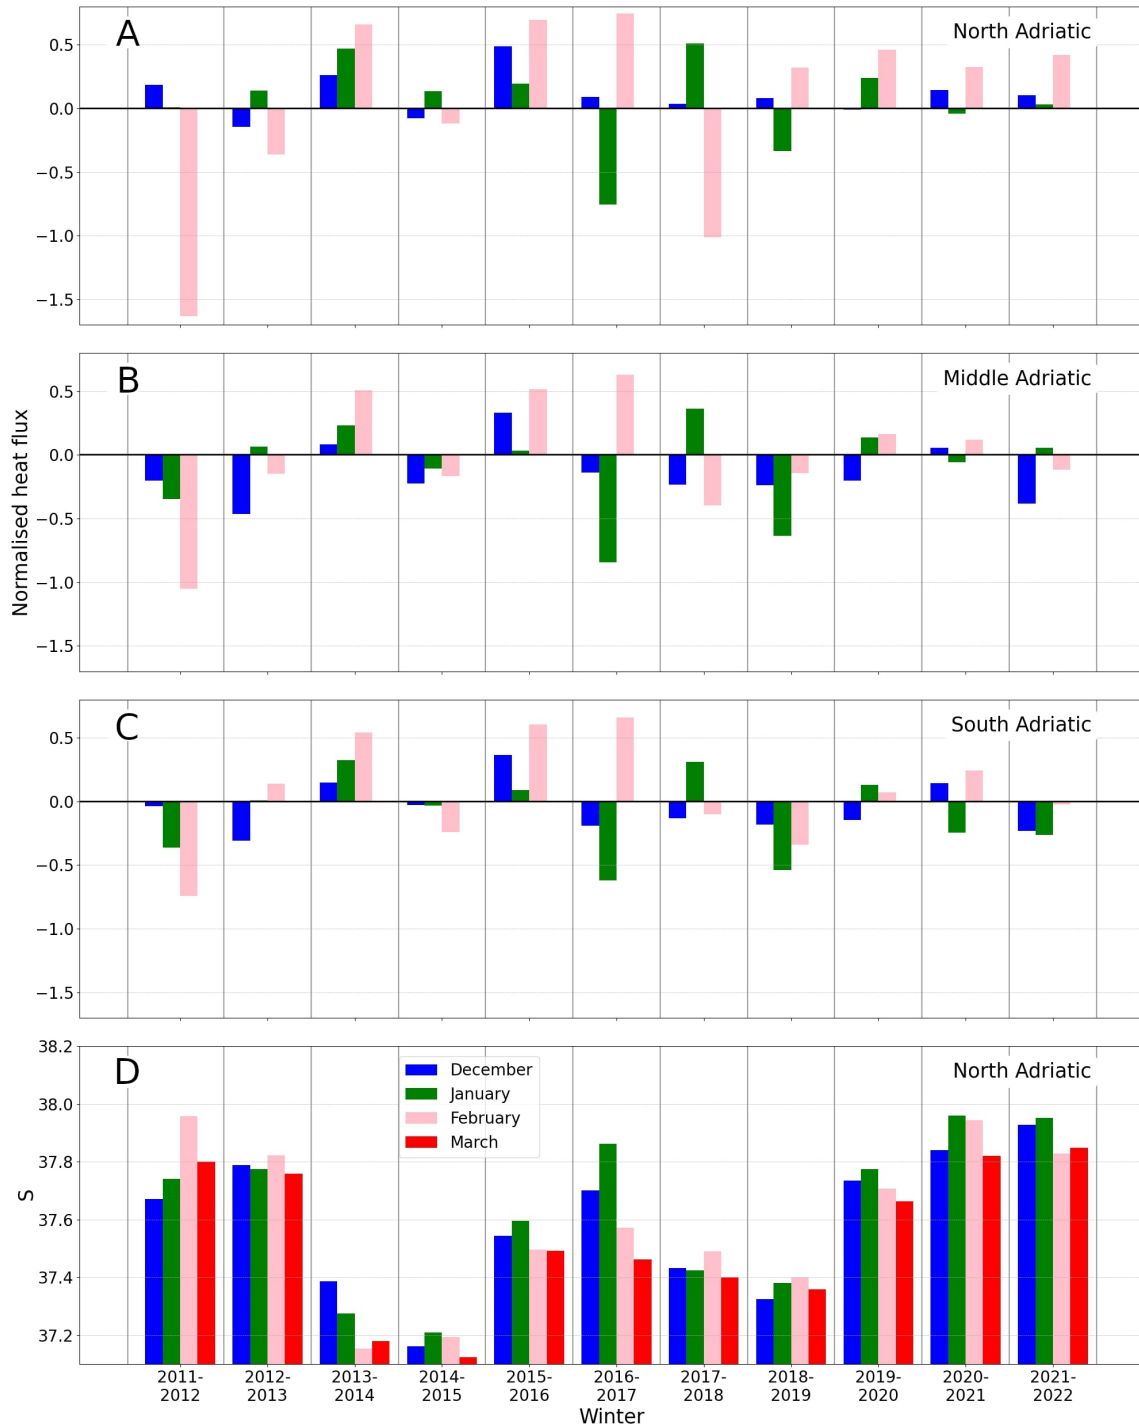 A
North Adriatic
0.5
0.0
−0.5
−1.0
−1.5
B
Middle Adriatic
0.5
0.0
−0.5
−1.0
−1.5
Normalised heat flux
C
South Adriatic
0.5
0.0
−0.5
−1.0
−1.5
D
North Adriatic
December
January
February
March
38.2
38.0
37.8
37.6
37.4
37.2
S
2011-
2012
2012-
2013
2013-
2014
2014-
2015
2015-
2016
2016-
2017
2017-
2018
2018-
2019
2019-
2020
2020-
2021
2021-
2022
Winter